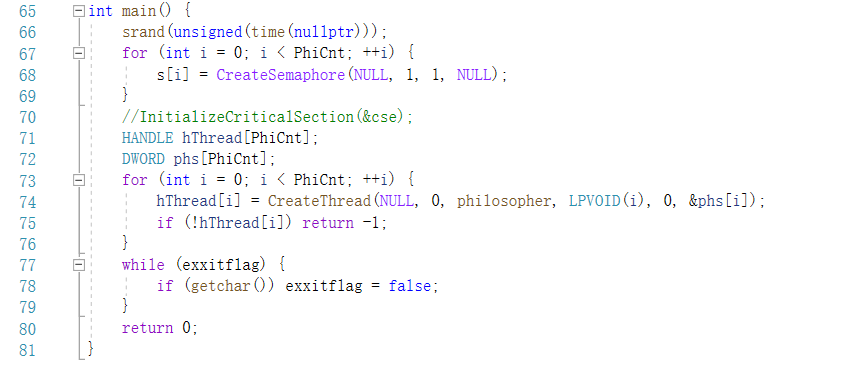 65 int main() {
66 srand(unsigned(time(nullptr)));
67 for (int i = 0; i < PhiCnt; ++i) {
68 s[i] = CreateSemaphore(NULL, 1, 1, NULL);
69 }
70 //InitializeCriticalSection(&cse);
71 HANDLE hThread[PhiCnt];
72 DWORD phs[PhiCnt];
73 for (int i = 0; i < PhiCnt; ++i) {
74 hThread[i] = CreateThread(NULL, 0, philosopher, LPVOID(i), 0, &phs[i]);
75 if (!hThread[i]) return -1;
76 }
77 while (exxitflag) {
78 if (getchar()) exxitflag = false;
79 }
80 return 0;
81 }